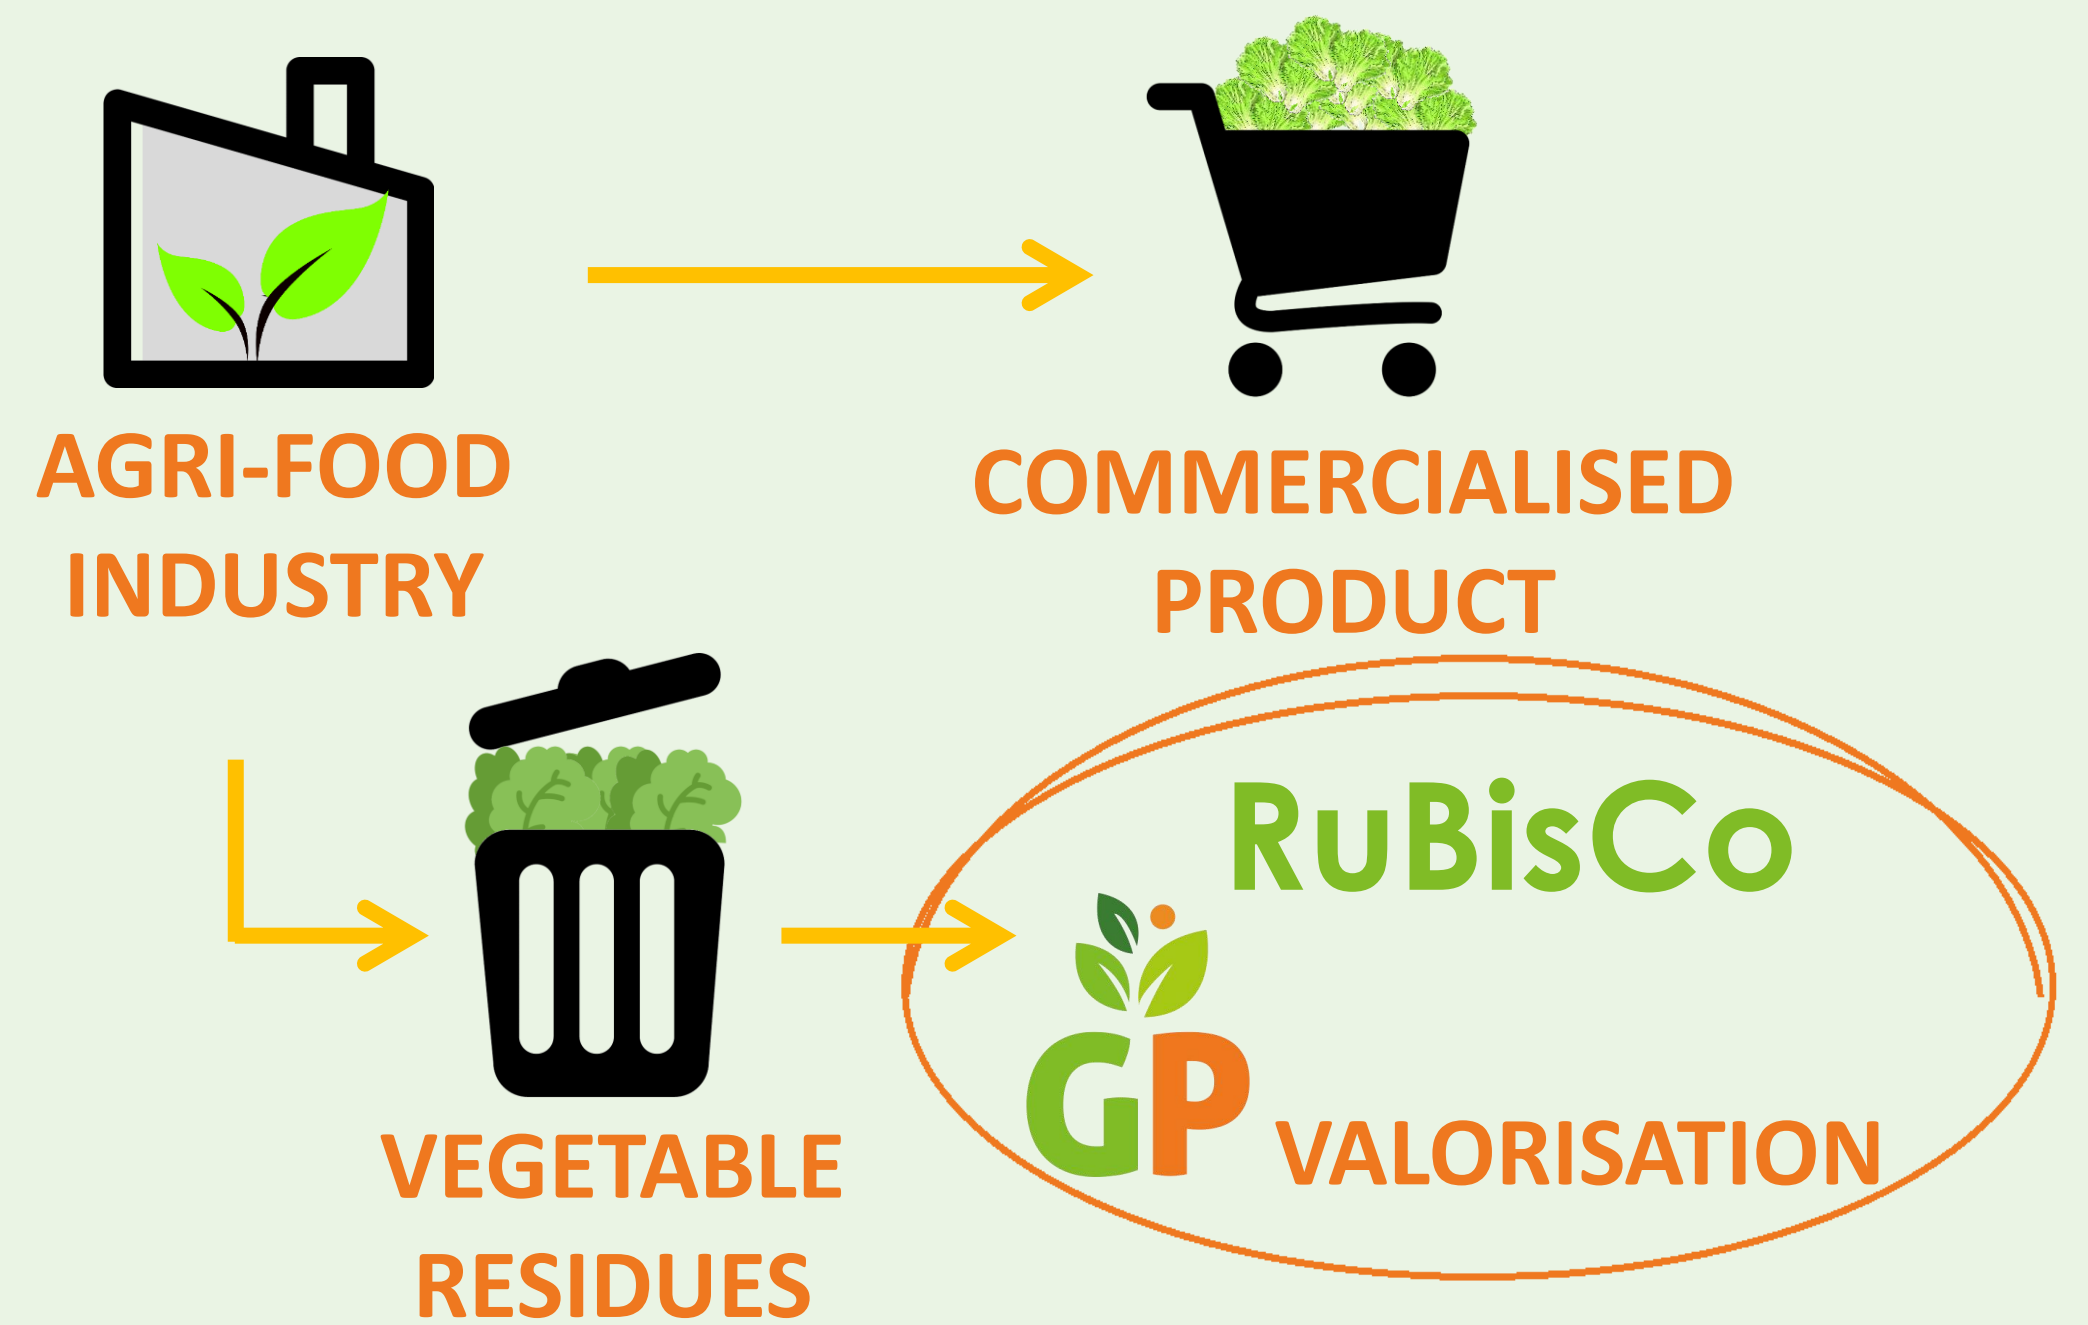 AGRI-FOOD
INDUSTRY
COMMERCIALISED
PRODUCT
VEGETABLE
RESIDUES
RuBisCo
GP VALORISATION